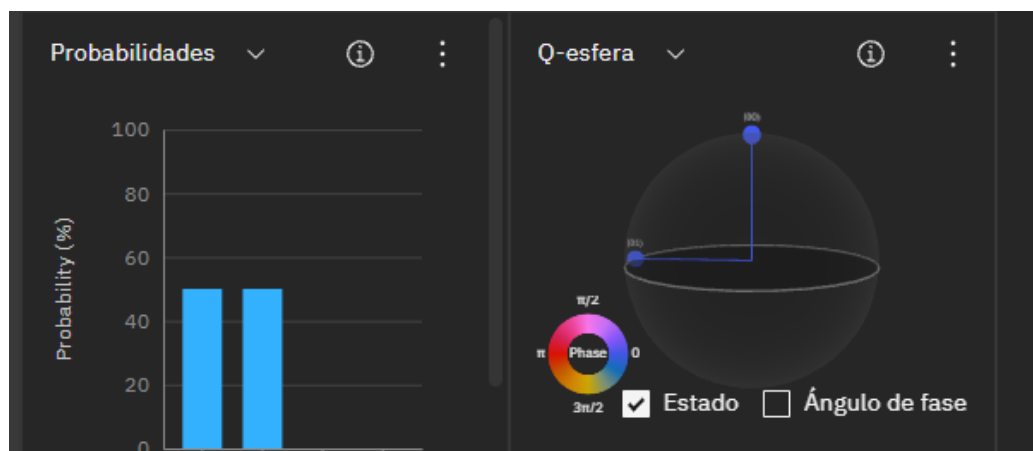 Probabilidades
100
80
60
40
20
0
Probability (%)
Q-esfera
|00⟩
π/2
π
Phase
0
3π/2
Estado
Ángulo de fase